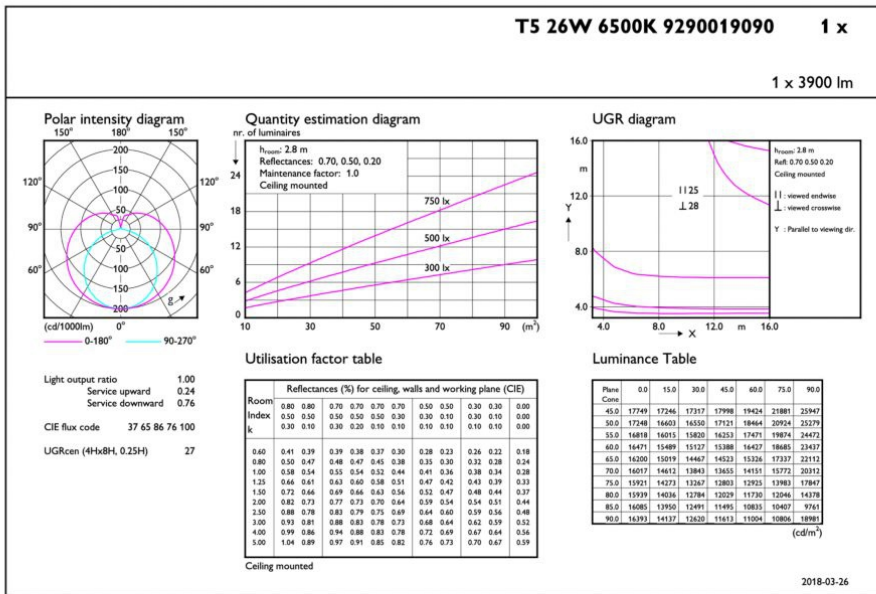 T5 26W 6500K 9290019090 1 x
1 x 3900 lm
Polar intensity diagram
150° 180° 150°
200
150
120° 100 120°
50
90° 90°
50
60° 100 60°
150
200
(cd/1000lm) 0°
0-180° 90-270°
Light output ratio 1.00
Service upward 0.24
Service downward 0.76
CIE flux code 37 65 86 76 100
UGRcen (4Hx8H, 0.25H) 27
Quantity estimation diagram
nr. of luminaires
hroom: 2.8 m
Reflectances: 0.70, 0.50, 0.20
Maintenance factor: 1.0
Ceiling mounted
24
750 lx
18
500 lx
12
300 lx
6
0
10 30 50 70 90 (m²)
Utilisation factor table
Reflectances (%) for ceiling, walls and working plane (CIE)
Room Index k
0.80 0.80 0.70 0.70 0.70 0.70 0.50 0.50 0.30 0.30 0.00
0.50 0.50 0.50 0.50 0.50 0.30 0.30 0.10 0.30 0.10 0.00
0.30 0.10 0.30 0.20 0.10 0.10 0.10 0.10 0.10 0.10 0.00
0.60 0.41 0.39 0.39 0.38 0.37 0.30 0.28 0.23 0.26 0.22 0.18
0.80 0.50 0.47 0.48 0.47 0.45 0.38 0.35 0.30 0.32 0.28 0.24
1.00 0.58 0.54 0.55 0.54 0.52 0.44 0.41 0.36 0.38 0.34 0.28
1.25 0.66 0.61 0.63 0.60 0.58 0.51 0.47 0.42 0.43 0.39 0.33
1.50 0.72 0.66 0.69 0.66 0.63 0.56 0.52 0.47 0.48 0.44 0.37
2.00 0.82 0.73 0.77 0.73 0.70 0.64 0.59 0.54 0.54 0.51 0.44
2.50 0.88 0.78 0.83 0.79 0.75 0.69 0.64 0.60 0.59 0.56 0.48
3.00 0.93 0.81 0.88 0.83 0.78 0.73 0.68 0.64 0.62 0.59 0.52
4.00 0.99 0.86 0.94 0.88 0.83 0.78 0.72 0.69 0.67 0.64 0.56
5.00 1.04 0.89 0.97 0.91 0.85 0.82 0.76 0.73 0.70 0.67 0.59
Ceiling mounted
UGR diagram
16.0
m
12.0
Y
8.0
4.0
4.0 8.0 12.0 m 16.0
X
||25
⊥28
hroom: 2.8 m
Refl: 0.70 0.50 0.20
Ceiling mounted
|| : viewed endwise
⊥ : viewed crosswise
Y : Parallel to viewing dir.
Luminance Table
Plane Cone 0.0 15.0 30.0 45.0 60.0 75.0 90.0
45.0 17749 17246 17317 17998 19424 21881 25947
50.0 17248 16603 16550 17121 18464 20924 25279
55.0 16818 16015 15820 16253 17471 19874 24472
60.0 16471 15489 15127 15388 16427 18685 23437
65.0 16200 15019 14467 14523 15326 17337 22112
70.0 16017 14612 13843 13655 14151 15772 20312
75.0 15921 14273 13267 12803 12925 13983 17847
80.0 15939 14036 12784 12029 11730 12046 14378
85.0 16085 13950 12491 11495 10835 10407 9761
90.0 16393 14137 12620 11613 11004 10806 18981
(cd/m²)
2018-03-26